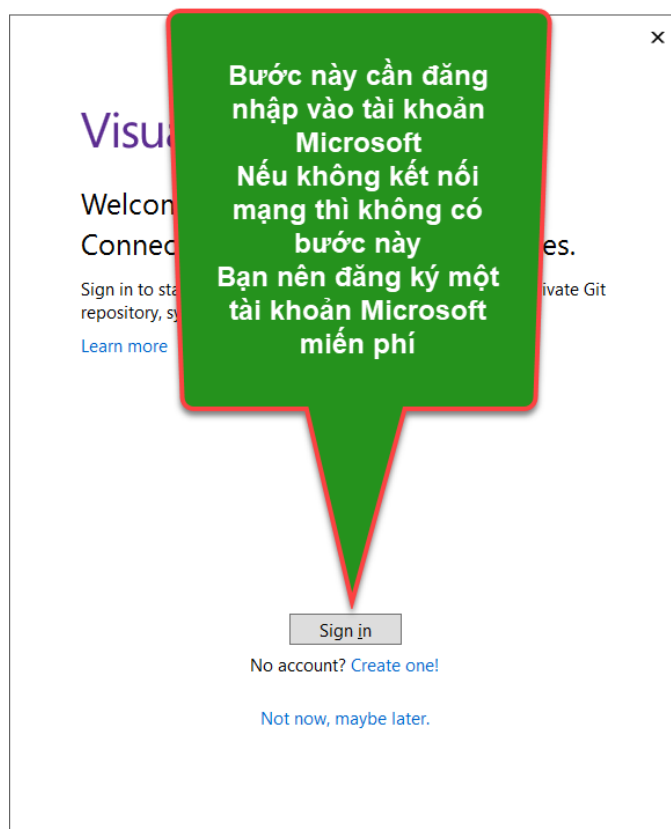 Bước này cần đăng
nhập vào tài khoản
Microsoft
Nếu không kết nối
mạng thì không có
bước này
Bạn nên đăng ký một
tài khoản Microsoft
miến phí
Welcon
Connec es.
Sign in to sta ivate Git
repository, sy
Learn more
Sign in
No account? Create one!
Not now, maybe later.